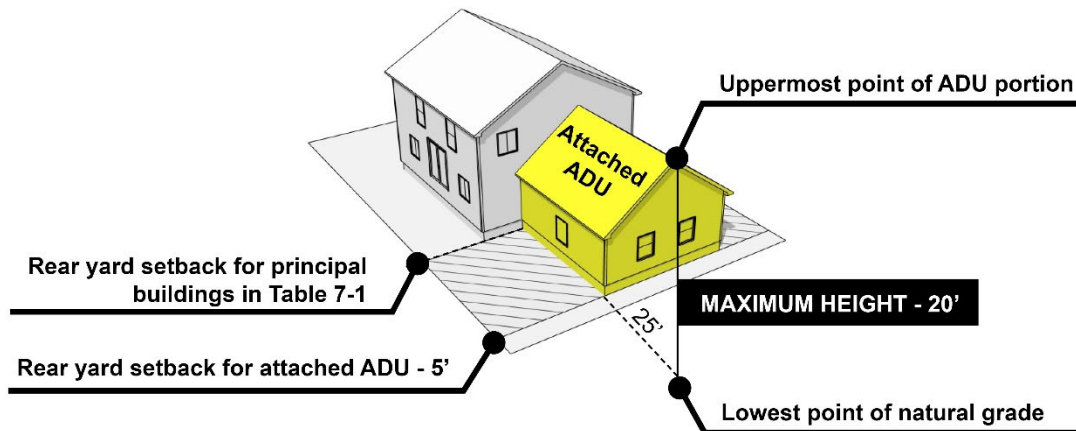 Uppermost point of ADU portion
Attached
ADU
Rear yard setback for principal
buildings in Table 7-1
MAXIMUM HEIGHT - 20’
25’
Rear yard setback for attached ADU - 5’
Lowest point of natural grade